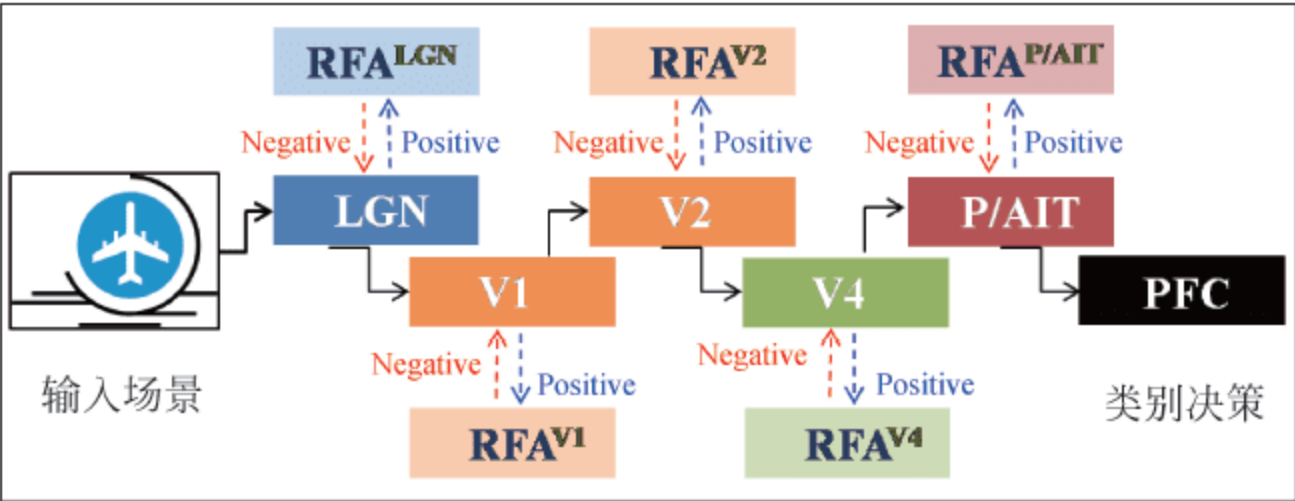 RFA^LGN RFA^V2 RFA^P/AIT
Negative Positive Negative Positive Negative Positive
LGN V2 P/AIT
V1 V4 PFC
Negative Positive Negative Positive
输入场景 类别决策
RFA^V1 RFA^V4